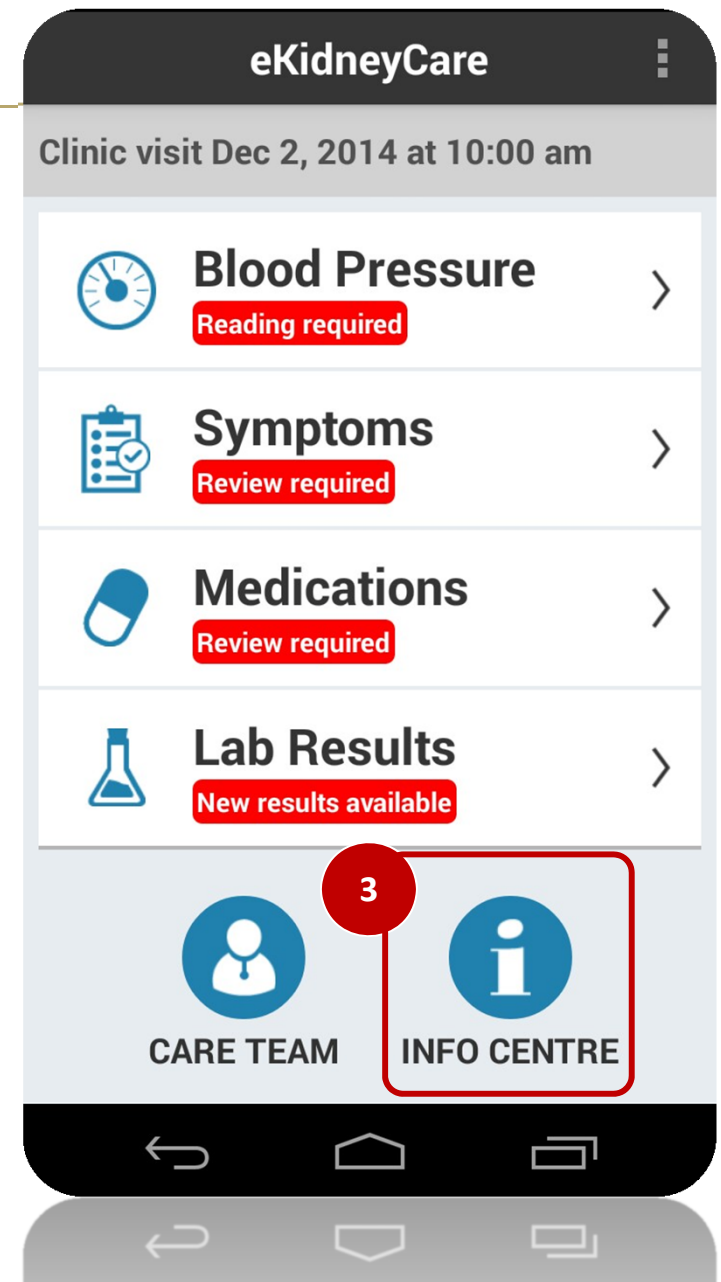 eKidneyCare
Clinic visit Dec 2, 2014 at 10:00 am
Blood Pressure
Reading required
Symptoms
Review required
Medications
Review required
Lab Results
New results available
3
CARE TEAM
INFO CENTRE